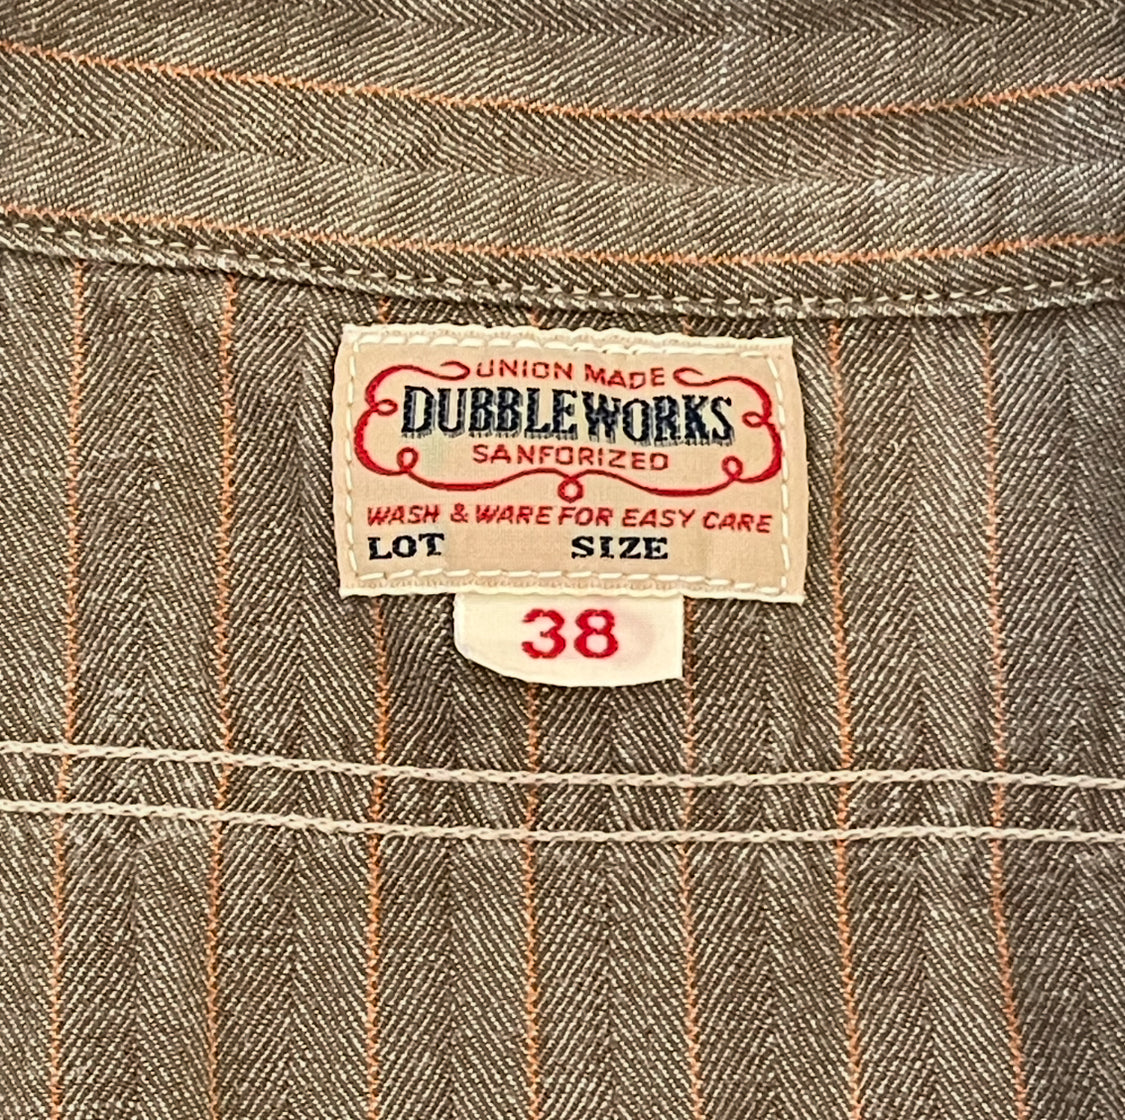 UNION MADE
DUBBLEWORKS
SANFORIZED
WASH & WARE FOR EASY CARE
LOT SIZE
38